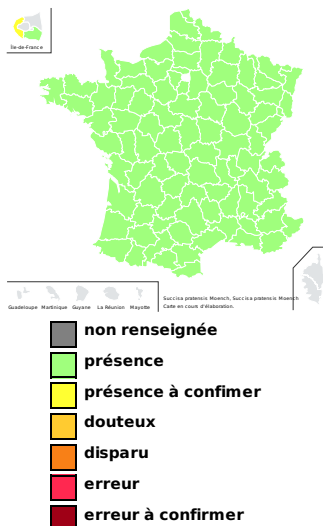 Île-de-France
Guadeloupe Martinique Guyane La Réunion Mayotte
Succisa pratensis Moench, Succisa pratensis Moench
Carte en cours d'élaboration.
non renseignée
présence
présence à confimer
douteux
disparu
erreur
erreur à confirmer